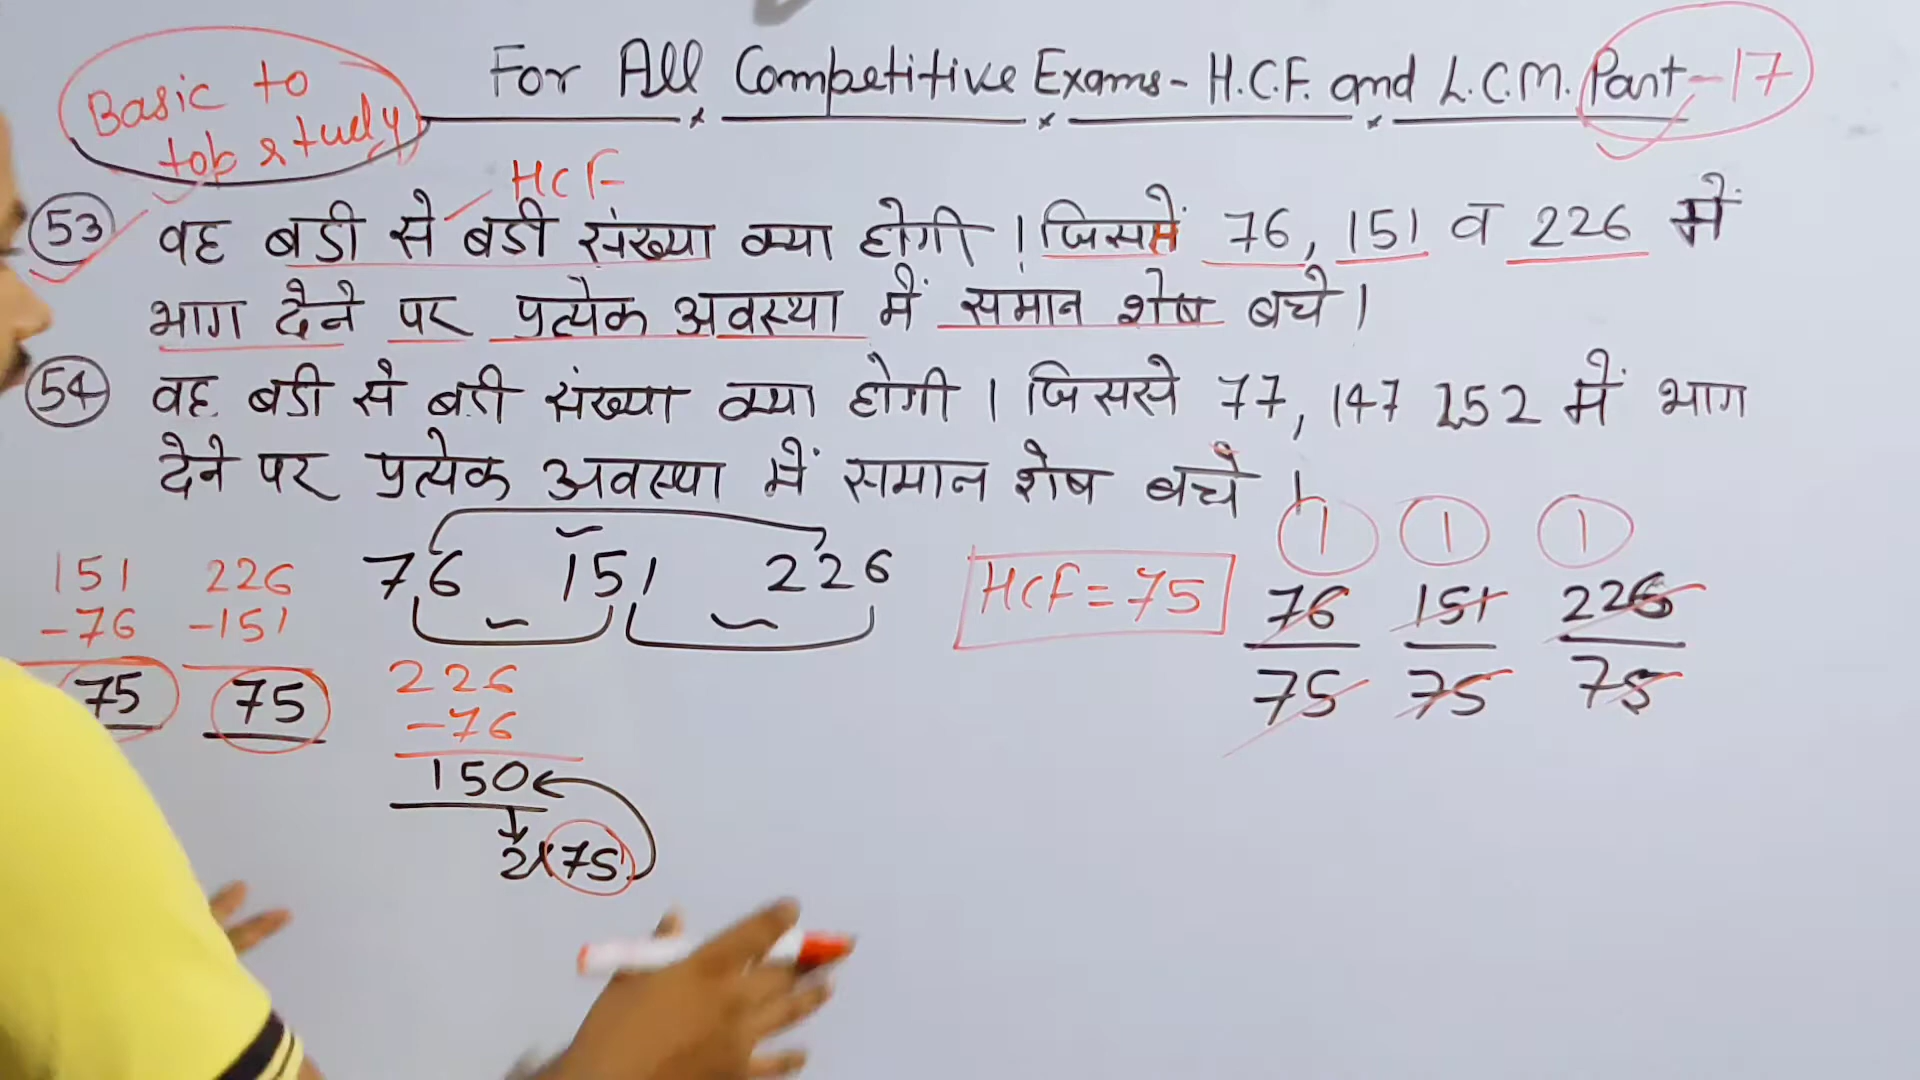 Basic to
top study
For All Competitive Exams - H.C.F. and L.C.M. Part-17
HCF
53 वह बडी से बडी संख्या क्या होगी । जिसमें 76, 151 व 226 में
भाग देने पर प्रत्येक अवस्था में समान शेष बचे ।
54 वह बडी से बडी संख्या क्या होगी । जिससे 77, 147 252 में भाग
देने पर प्रत्येक अवस्था में समान शेष बचे ।
1 1 1
151 226 76 151 226 HCF = 75 76 151 226
-76 -151 75 75 75
75 75
226
-76
150
2x75